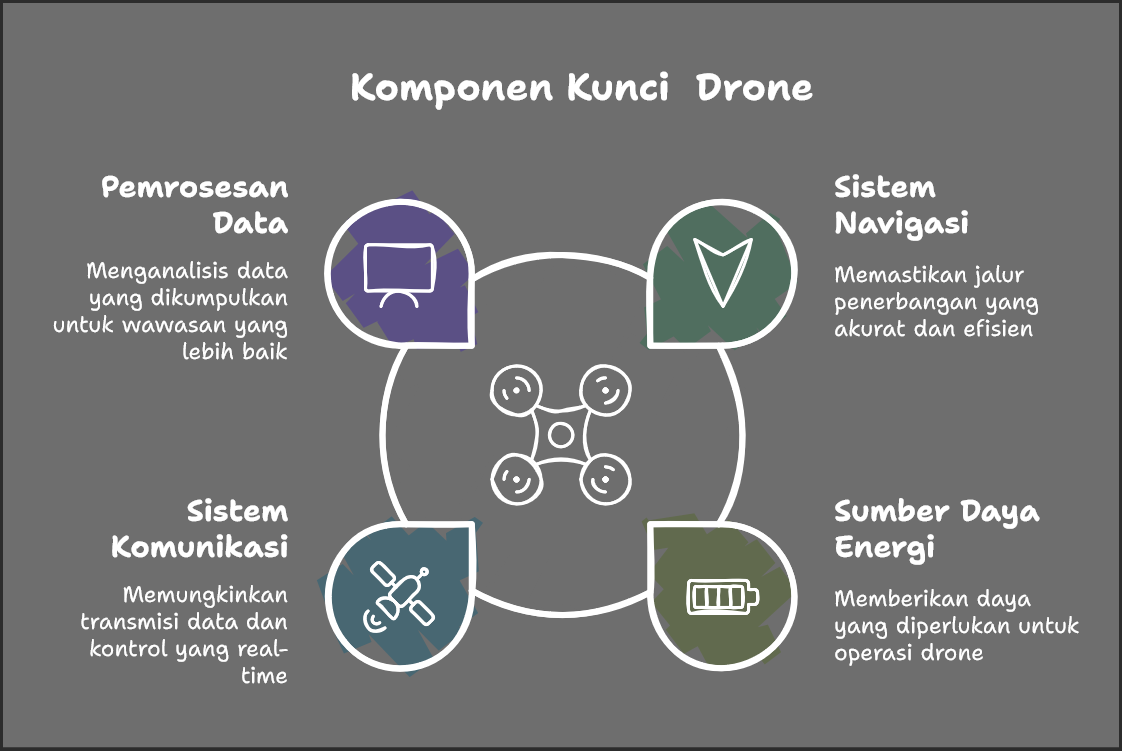 Komponen Kunci Drone
Pemrosesan
Data
Menganalisis data
yang dikumpulkan
untuk wawasan yang
lebih baik
Sistem
Navigasi
Memastikan jalur
penerbangan yang
akurat dan efisien
Sistem
Komunikasi
Memungkinkan
transmisi data dan
kontrol yang real-
time
Sumber Daya
Energi
Memberikan daya
yang diperlukan untuk
operasi drone